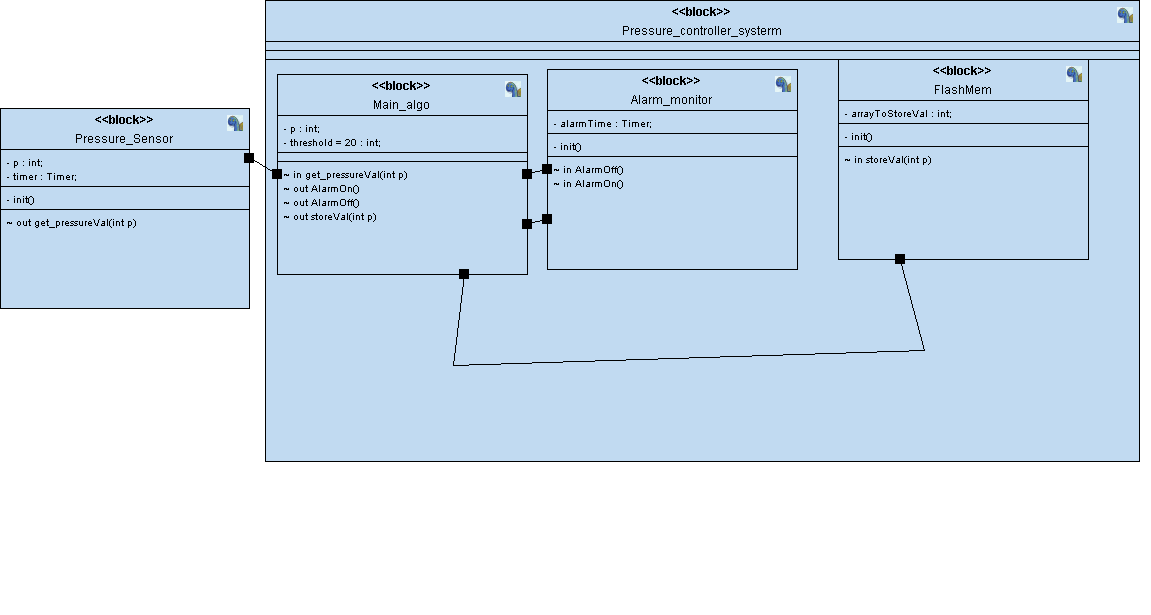 <<block>>
Pressure_controller_systerm
<<block>>
Pressure_Sensor
- p : int;
- timer : Timer;
- init()
~ out get_pressureVal(int p)
<<block>>
Main_algo
- p : int;
- threshold = 20 : int;
~ in get_pressureVal(int p)
~ out AlarmOn()
~ out AlarmOff()
~ out storeVal(int p)
<<block>>
Alarm_monitor
- alarmTime : Timer;
- init()
~ in AlarmOff()
~ in AlarmOn()
<<block>>
FlashMem
- arrayToStoreVal : int;
- init()
~ in storeVal(int p)